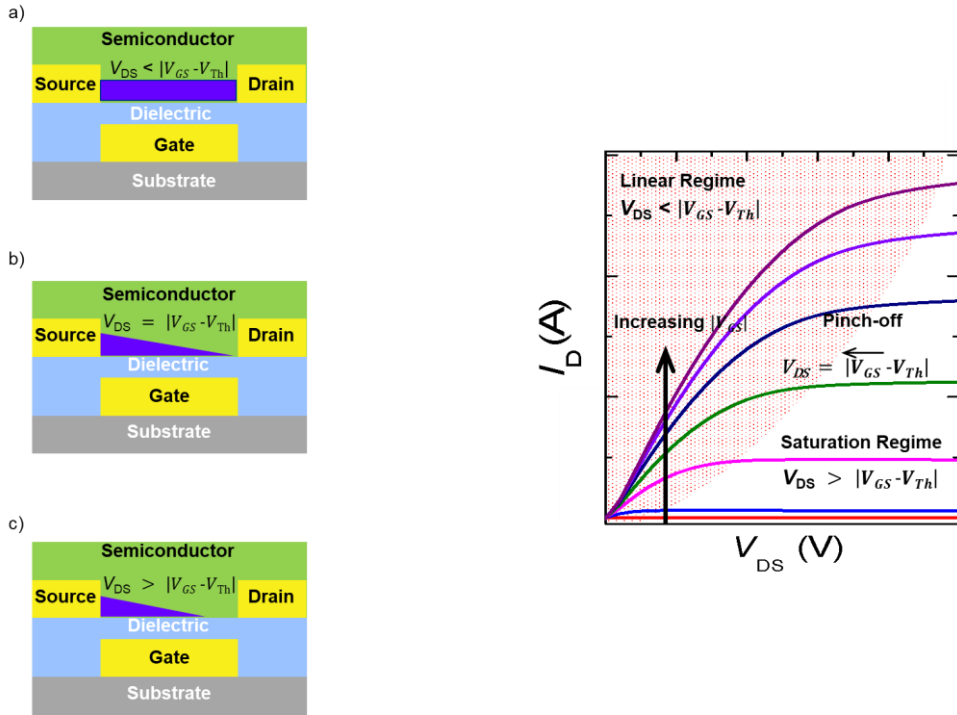 a)
Semiconductor
V_DS < |V_GS - V_Th|
Source
Drain
Dielectric
Gate
Substrate
b)
Semiconductor
V_DS = |V_GS - V_Th|
Source
Drain
Dielectric
Gate
Substrate
c)
Semiconductor
V_DS > |V_GS - V_Th|
Source
Drain
Dielectric
Gate
Substrate
I_D (A)
Linear Regime
V_DS < |V_GS - V_Th|
Increasing |V_GS|
Pinch-off
V_DS = |V_GS - V_Th|
Saturation Regime
V_DS > |V_GS - V_Th|
V_DS (V)